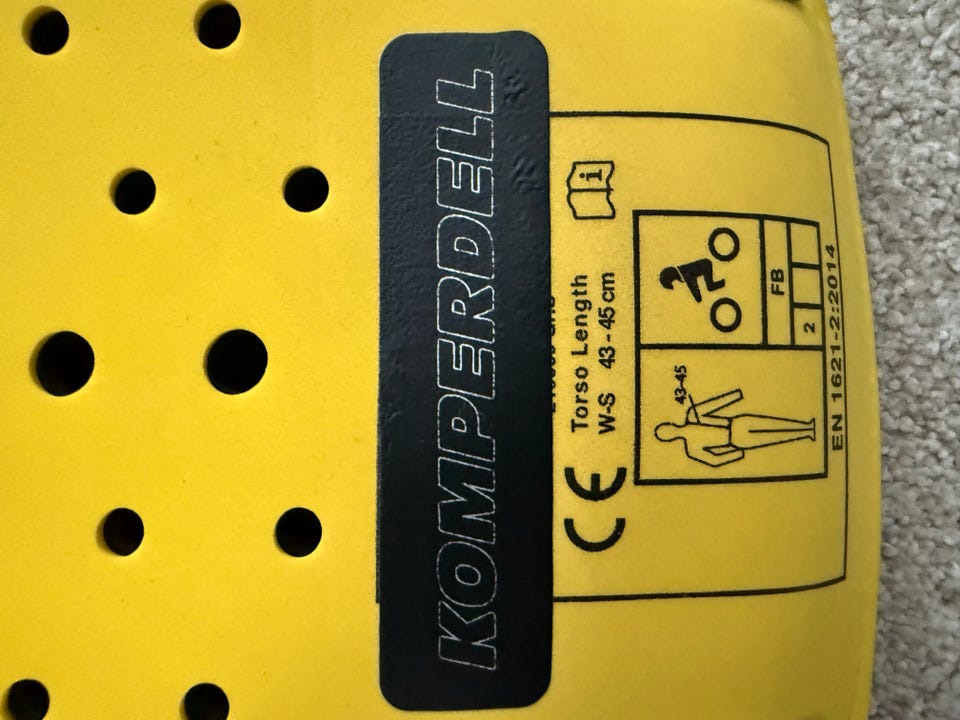 KOMPERDELL
Torso Length
W-S 43-45cm
CE
i
43-45
FB
2
EN 1621-2:2014